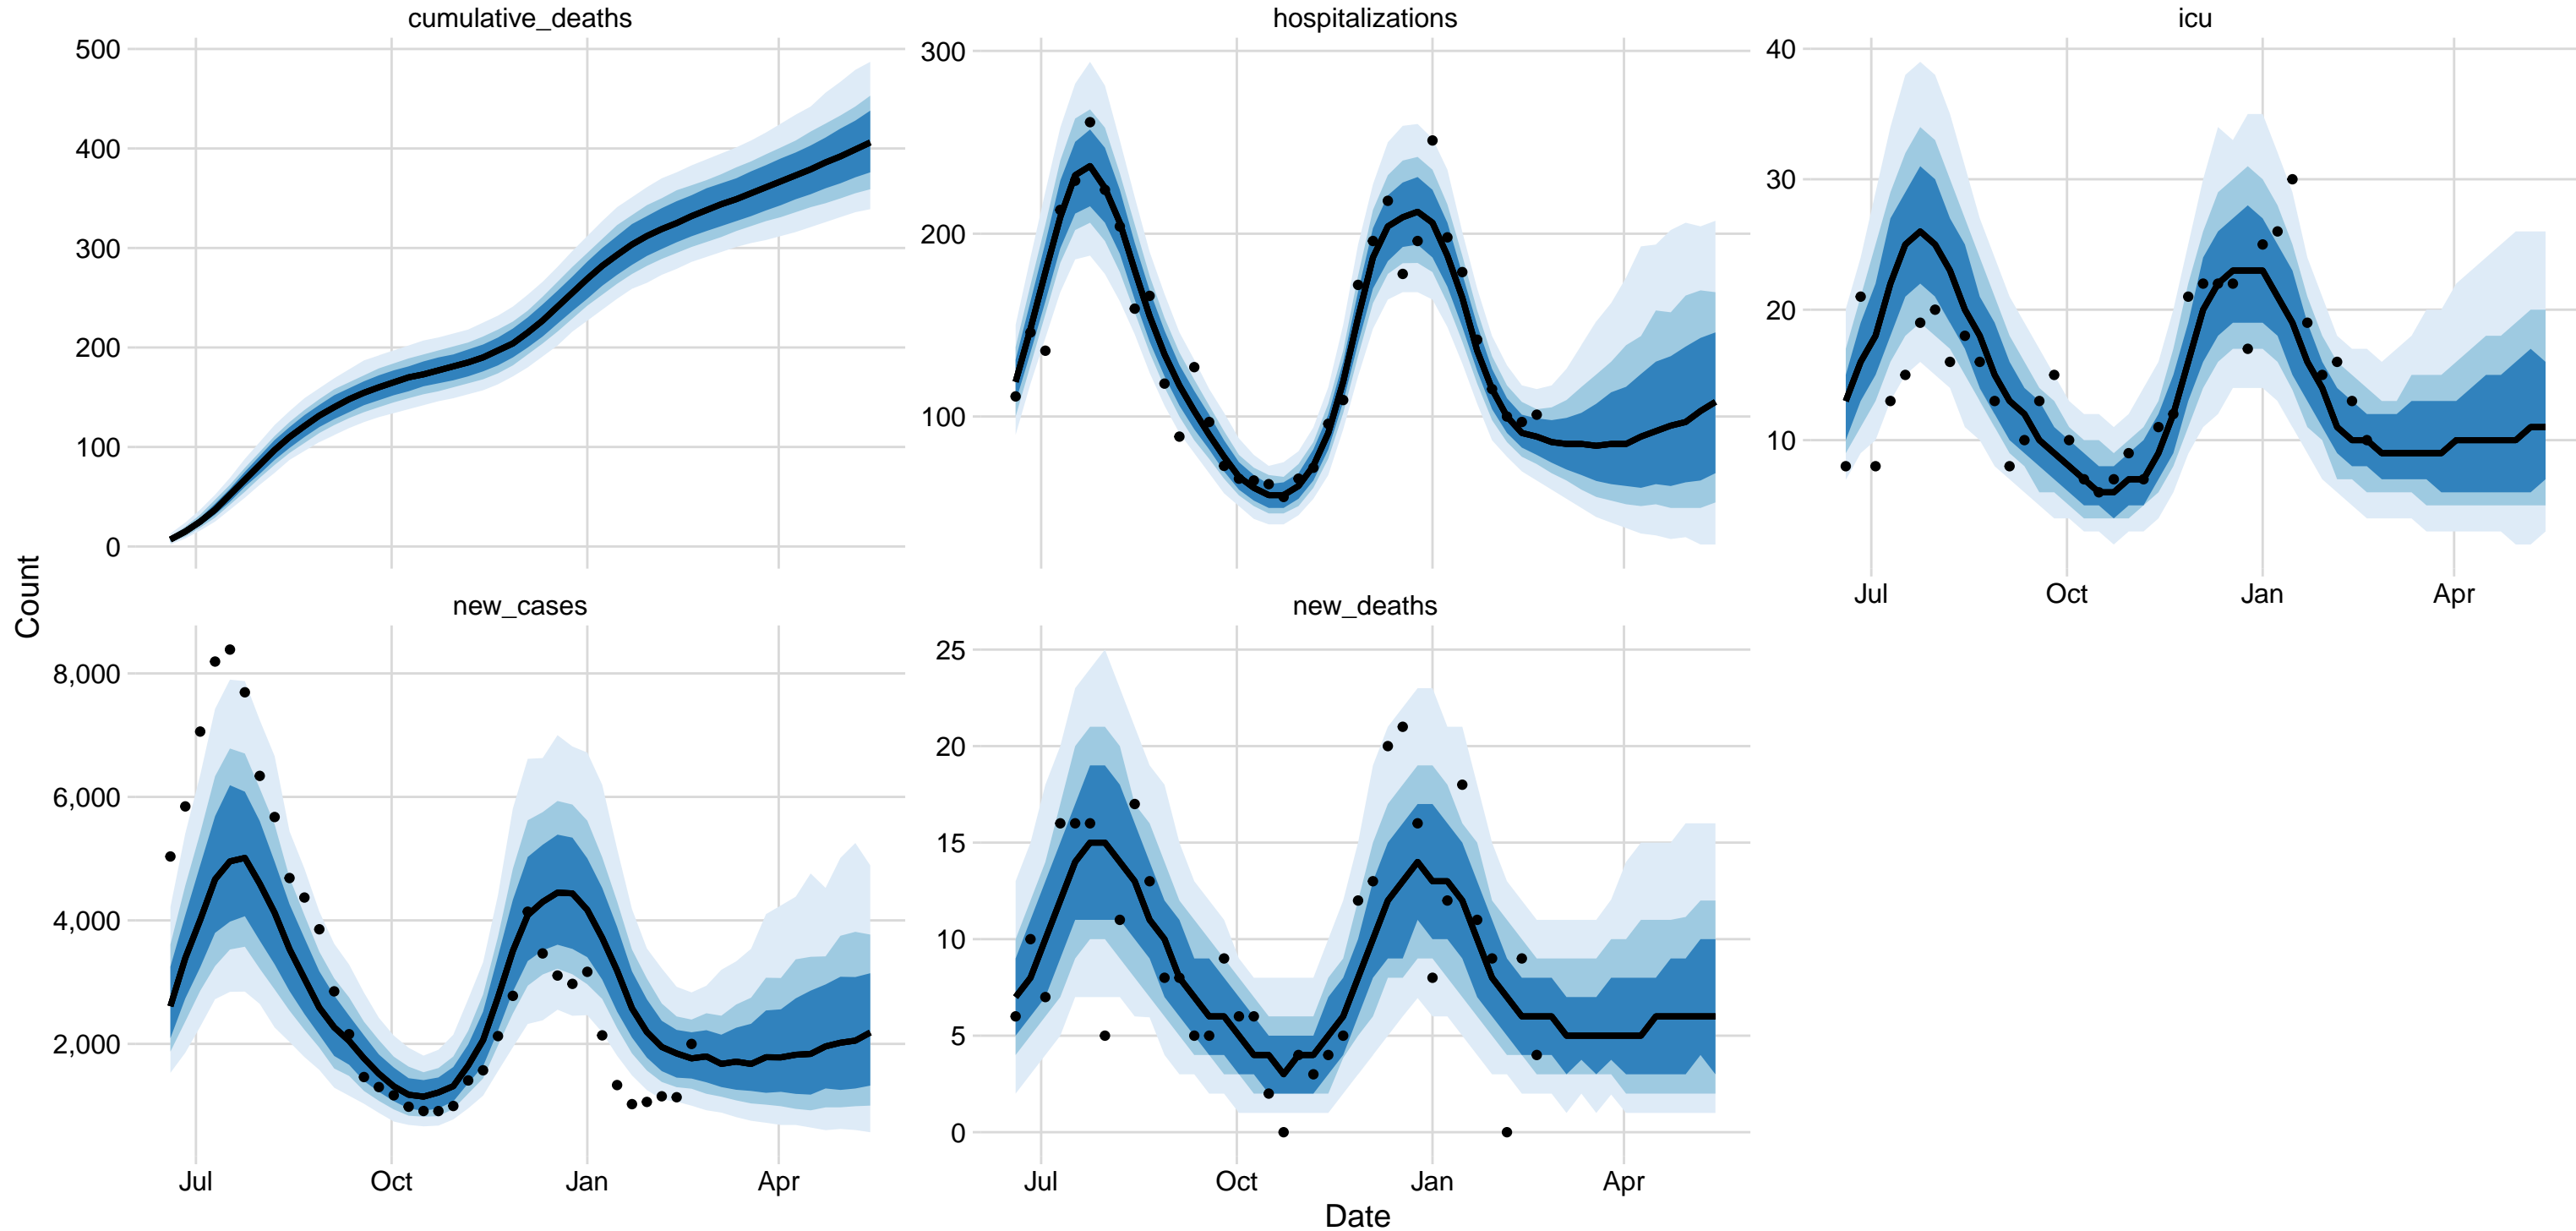 cumulative_deaths
500
400
300
200
100
0
hospitalizations
300
200
100
icu
40
30
20
10
Jul Oct Jan Apr
Count
new_cases
8,000
6,000
4,000
2,000
Jul Oct Jan Apr
new_deaths
25
20
15
10
5
0
Jul Oct Jan Apr
Date